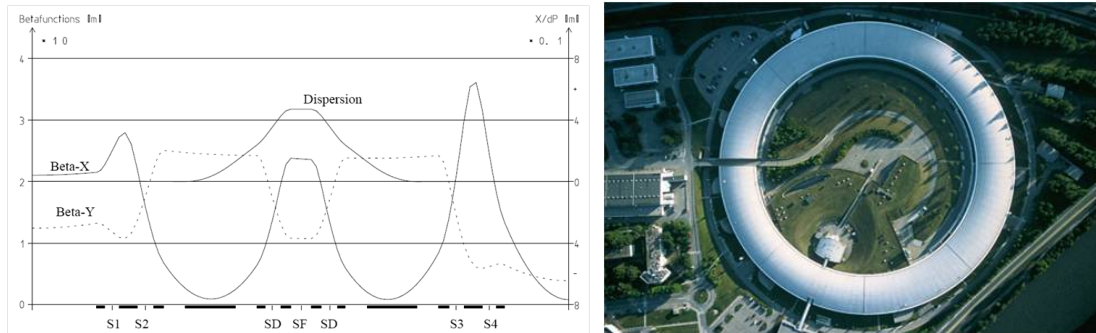 Betafunctions [m]
X/dP [m]
* 10
* 0.1
4
8
Dispersion
3
4
Beta-X
2
0
Beta-Y
1
4
0
8
S1 S2 SD SF SD S3 S4